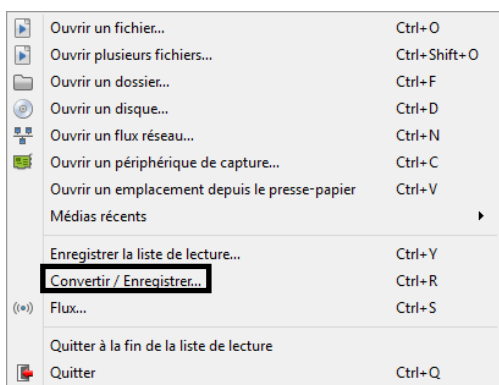 Ouvrir un fichier... Ctrl+O
Ouvrir plusieurs fichiers... Ctrl+Shift+O
Ouvrir un dossier... Ctrl+F
Ouvrir un disque... Ctrl+D
Ouvrir un flux réseau... Ctrl+N
Ouvrir un périphérique de capture... Ctrl+C
Ouvrir un emplacement depuis le presse-papier Ctrl+V
Médias récents
Enregistrer la liste de lecture... Ctrl+Y
Convertir / Enregistrer... Ctrl+R
Flux... Ctrl+S
Quitter à la fin de la liste de lecture
Quitter Ctrl+Q